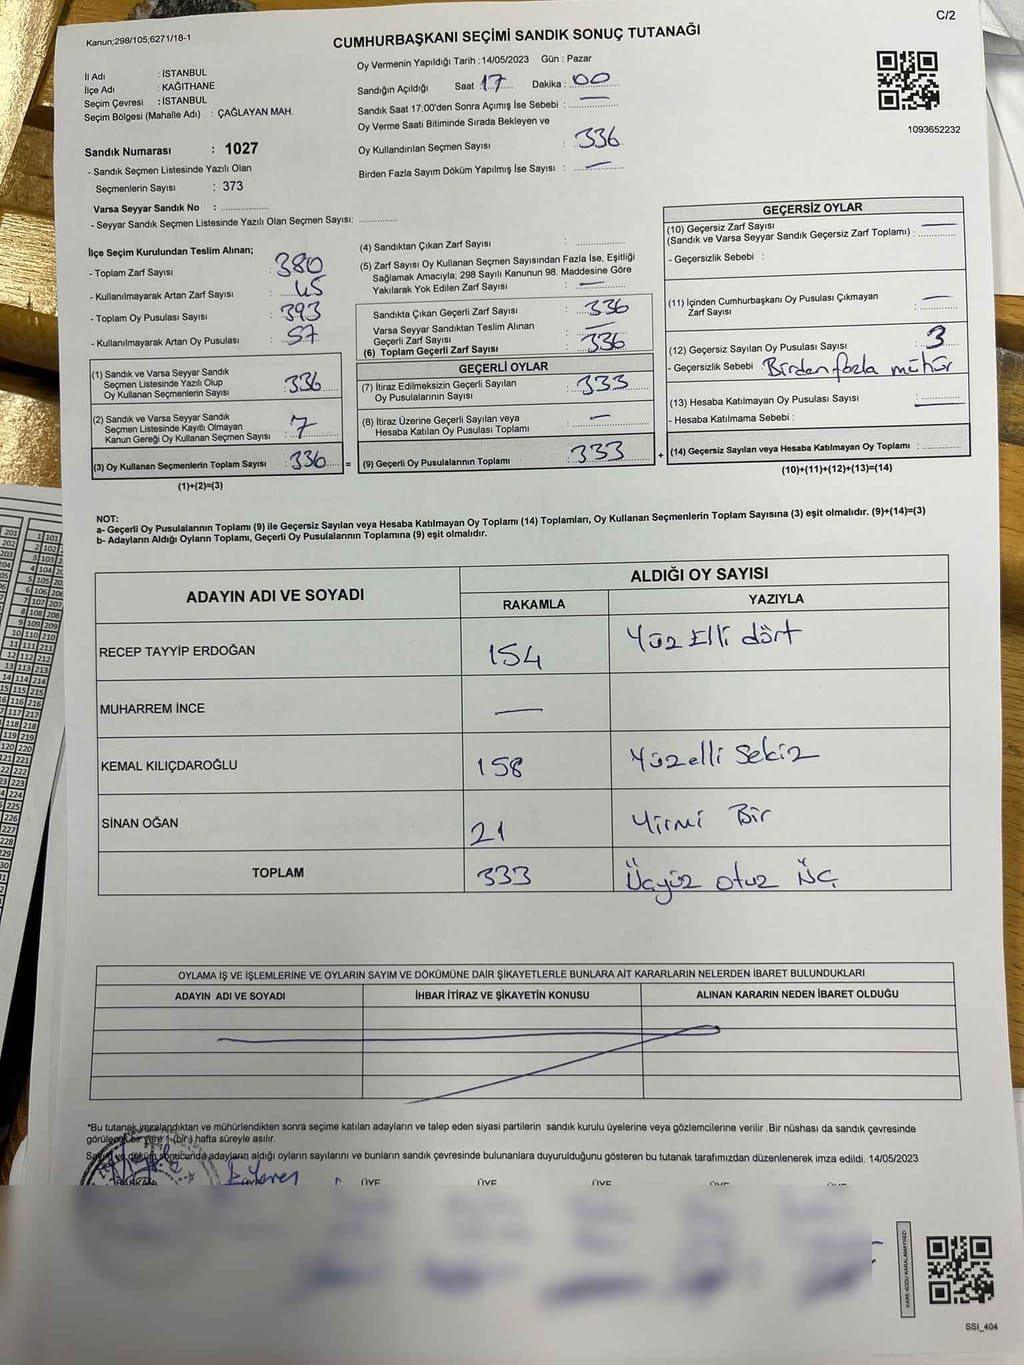 C/2
Kanun;298/105,6271/18-1
CUMHURBAŞKANI SEÇİMİ SANDIK SONUÇ TUTANAĞI
İl Adı : İSTANBUL
İlçe Adı : KAĞITHANE
Seçim Çevresi : İSTANBUL
Seçim Bölgesi (Mahalle Adı) : ÇAĞLAYAN MAH.
Sandık Numarası : 1027
- Sandık Seçmen Listesinde Yazılı Olan
Seçmenlerin Sayısı : 373
Varsa Seyyar Sandık No : ................
- Seyyar Sandık Seçmen Listesinde Yazılı Olan Seçmen Sayısı: .............
Oy Vermenin Yapıldığı Tarih : 14/05/2023 Gün : Pazar
Sandığın Açıldığı Saat : 17 Dakika : 00
Sandık Saat 17:00'den Sonra Açımış İse Sebebi : —
Oy Verme Saati Bitiminde Sırada Bekleyen ve
Oy Kullandırılan Seçmen Sayısı : 336
Birden Fazla Sayım Döküm Yapılmış İse Sayısı : —
1093652232
İlçe Seçim Kurulundan Teslim Alınan;
- Toplam Zarf Sayısı : 380
- Kullanılmayarak Artan Zarf Sayısı : 45
- Toplam Oy Pusulası Sayısı : 393
- Kullanılmayarak Artan Oy Pusulası : 57
(1) Sandık ve Varsa Seyyar Sandık
Seçmen Listesinde Yazılı Olup
Oy Kullanan Seçmenlerin Sayısı : 336
(2) Sandık ve Varsa Seyyar Sandık
Seçmen Listesinde Kayıtlı Olmayan
Kanun Gereği Oy Kullanan Seçmen Sayısı : 7
(3) Oy Kullanan Seçmenlerin Toplam Sayısı : 336
(1)+(2)=(3)
(4) Sandıktan Çıkan Zarf Sayısı : .............
(5) Zarf Sayısı Oy Kullanan Seçmen Sayısından Fazla İse, Eşitliği
Sağlamak Amacıyla; 298 Sayılı Kanunun 98. Maddesine Göre
Yakılarak Yok Edilen Zarf Sayısı : —
Sandıkta Çıkan Geçerli Zarf Sayısı : 336
Varsa Seyyar Sandıktan Teslim Alınan
Geçerli Zarf Sayısı : —
(6) Toplam Geçerli Zarf Sayısı 336
GEÇERLİ OYLAR
(7) İtiraz Edilmeksizin Geçerli Sayılan
Oy Pusulalarının Sayısı : 333
(8) İtiraz Üzerine Geçerli Sayılan veya
Hesaba Katılan Oy Pusulası Toplamı : —
= (9) Geçerli Oy Pusulalarının Toplamı : 333 +
GEÇERSİZ OYLAR
(10) Geçersiz Zarf Sayısı —
(Sandık ve Varsa Seyyar Sandık Geçersiz Zarf Toplamı) : ............
- Geçersizlik Sebebi :
(11) İçinden Cumhurbaşkanı Oy Pusulası Çıkmayan
Zarf Sayısı : —
(12) Geçersiz Sayılan Oy Pusulası Sayısı : 3
- Geçersizlik Sebebi Birden fazla mühür
(13) Hesaba Katılmayan Oy Pusulası Sayısı : —
- Hesaba Katılmama Sebebi :
(14) Geçersiz Sayılan veya Hesaba Katılmayan Oy Toplamı : ............
(10)+(11)+(12)+(13)=(14)
NOT:
a- Geçerli Oy Pusulalarının Toplamı (9) ile Geçersiz Sayılan veya Hesaba Katılmayan Oy Toplamı (14) Toplamları, Oy Kullanan Seçmenlerin Toplam Sayısına (3) eşit olmalıdır. (9)+(14)=(3)
b- Adayların Aldığı Oyların Toplamı, Geçerli Oy Pusulalarının Toplamına (9) eşit olmalıdır.
ADAYIN ADI VE SOYADI ALDIĞI OY SAYISI
RAKAMLA YAZIYLA
RECEP TAYYİP ERDOĞAN 154 Yüz Elli dört
MUHARREM İNCE —
KEMAL KILIÇDAROĞLU 158 Yüzelli Sekiz
SİNAN OĞAN 21 Yirmi Bir
TOPLAM 333 Üçyüz otuz üç
OYLAMA İŞ VE İŞLEMLERİNE VE OYLARIN SAYIM VE DÖKÜMÜNE DAİR ŞİKAYETLERLE BUNLARA AİT KARARLARIN NELERDEN İBARET BULUNDUKLARI
ADAYIN ADI VE SOYADI İHBAR İTİRAZ VE ŞİKAYETİN KONUSU ALINAN KARARIN NEDEN İBARET OLDUĞU
*Bu tutanak imzalandıktan ve mühürlendikten sonra seçime katılan adayların ve talep eden siyasi partilerin sandık kurulu üyelerine veya gözlemcilerine verilir .Bir nüshası da sandık çevresinde
görülecek bir yere 1 (bir) hafta süreyle asılır.
Sayım ve döküm sonucunda adayların aldığı oyların sayılarını ve bunların sandık çevresinde bulunanlara duyurulduğunu gösteren bu tutanak tarafımızdan düzenlenerek imza edildi. 14/05/2023
ÜYE ÜYE ÜYE
KARE KODU KARALAMAYINIZ!
SSI_404